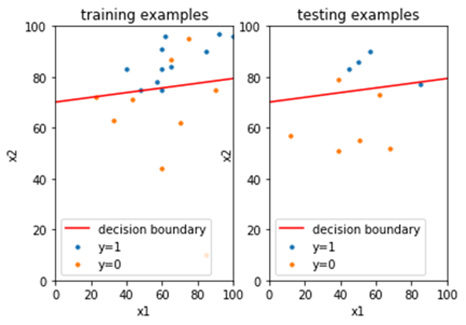 training examples
100
80
60
40
20
0
x2
decision boundary
y=1
y=0
0 20 40 60 80 100
x1
testing examples
100
80
60
40
20
0
x2
decision boundary
y=1
y=0
0 20 40 60 80 100
x1